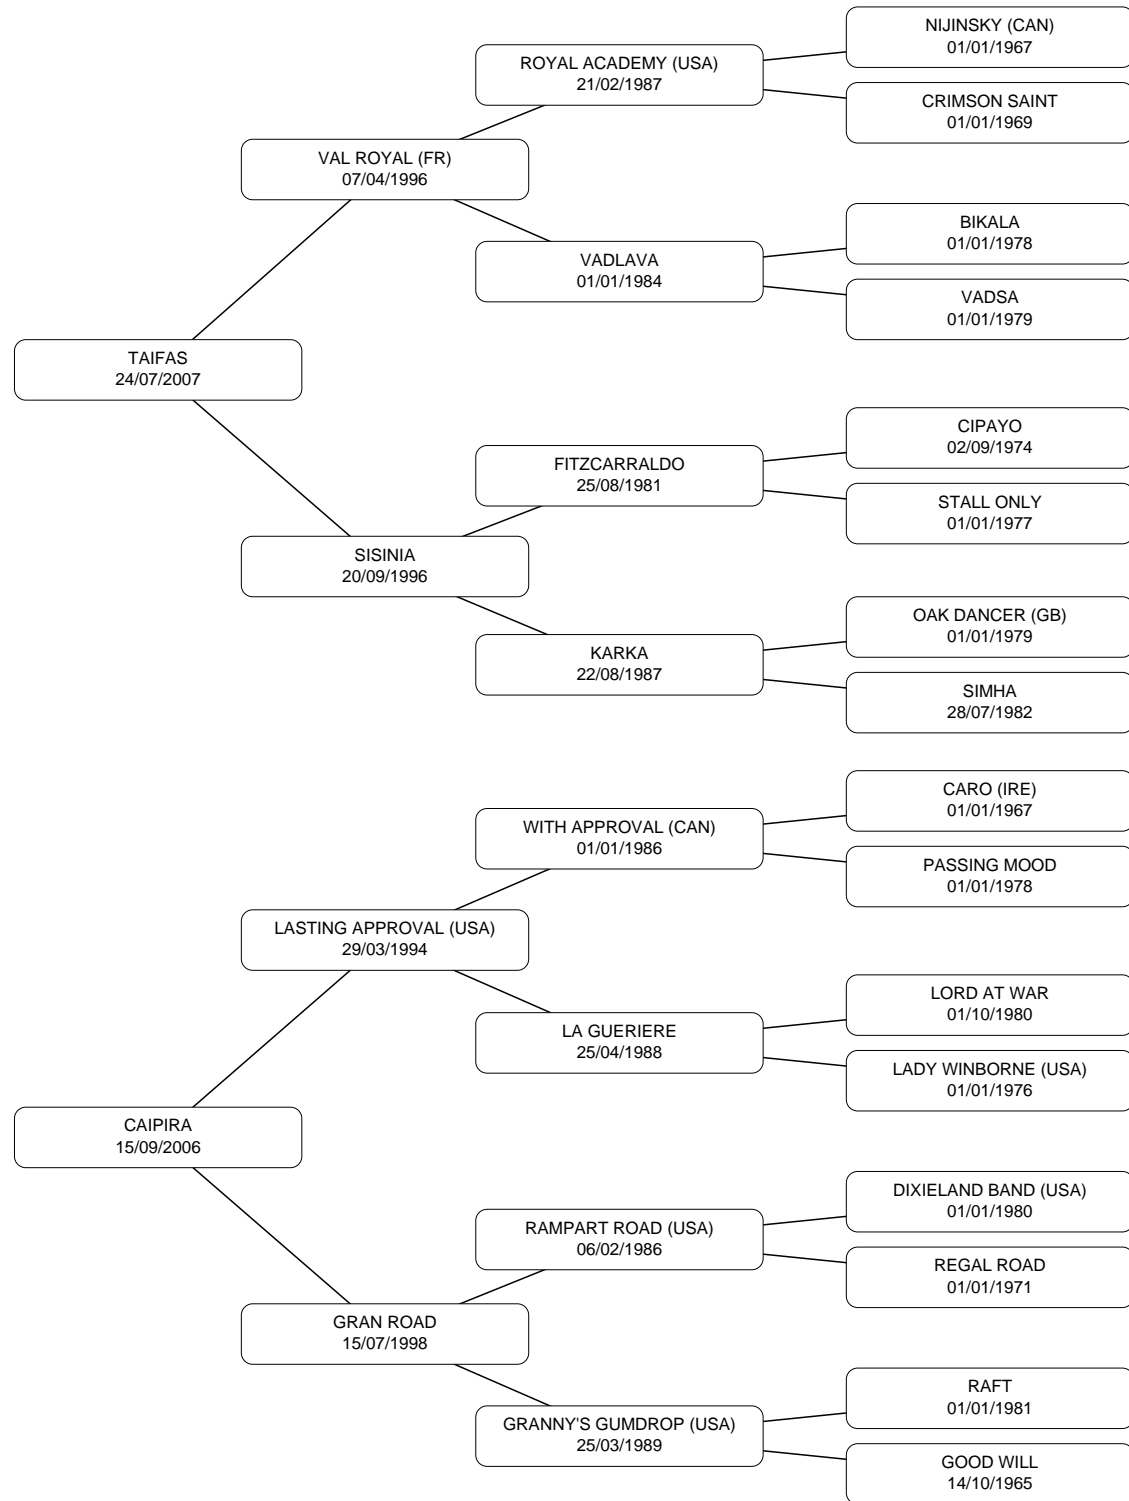 NIJINSKY (CAN)
01/01/1967
ROYAL ACADEMY (USA)
21/02/1987
CRIMSON SAINT
01/01/1969
VAL ROYAL (FR)
07/04/1996
BIKALA
01/01/1978
VADLAVA
01/01/1984
VADSA
01/01/1979
TAIFAS
24/07/2007
CIPAYO
02/09/1974
FITZCARRALDO
25/08/1981
STALL ONLY
01/01/1977
SISINIA
20/09/1996
OAK DANCER (GB)
01/01/1979
KARKA
22/08/1987
SIMHA
28/07/1982
CARO (IRE)
01/01/1967
WITH APPROVAL (CAN)
01/01/1986
PASSING MOOD
01/01/1978
LASTING APPROVAL (USA)
29/03/1994
LORD AT WAR
01/10/1980
LA GUERIERE
25/04/1988
LADY WINBORNE (USA)
01/01/1976
CAIPIRA
15/09/2006
DIXIELAND BAND (USA)
01/01/1980
RAMPART ROAD (USA)
06/02/1986
REGAL ROAD
01/01/1971
GRAN ROAD
15/07/1998
RAFT
01/01/1981
GRANNY'S GUMDROP (USA)
25/03/1989
GOOD WILL
14/10/1965